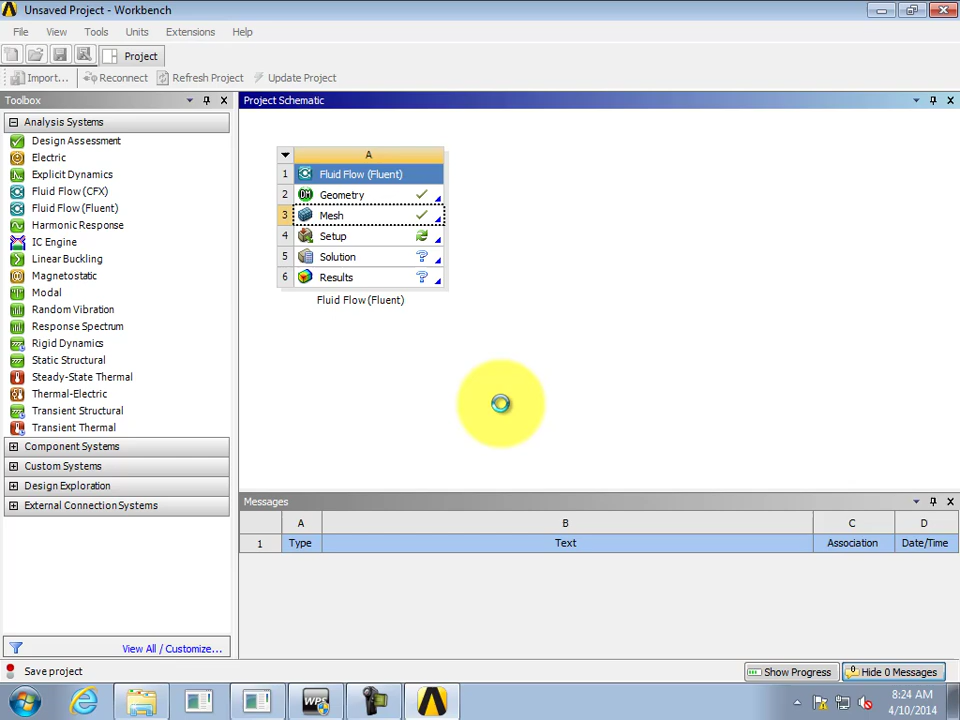 Unsaved Project - Workbench
File View Tools Units Extensions Help
Project
Import... Reconnect Refresh Project Update Project
Toolbox
Project Schematic
Analysis Systems
Design Assessment
Electric
Explicit Dynamics
Fluid Flow (CFX)
Fluid Flow (Fluent)
Harmonic Response
IC Engine
Linear Buckling
Magnetostatic
Modal
Random Vibration
Response Spectrum
Rigid Dynamics
Static Structural
Steady-State Thermal
Thermal-Electric
Transient Structural
Transient Thermal
Component Systems
Custom Systems
Design Exploration
External Connection Systems
View All / Customize...
A
1 Fluid Flow (Fluent)
2 Geometry
3 Mesh
4 Setup
5 Solution
6 Results
Fluid Flow (Fluent)
Messages
A B C D
1 Type Text Association Date/Time
Save project
Show Progress Hide 0 Messages
WPS
8:24 AM
4/10/2014